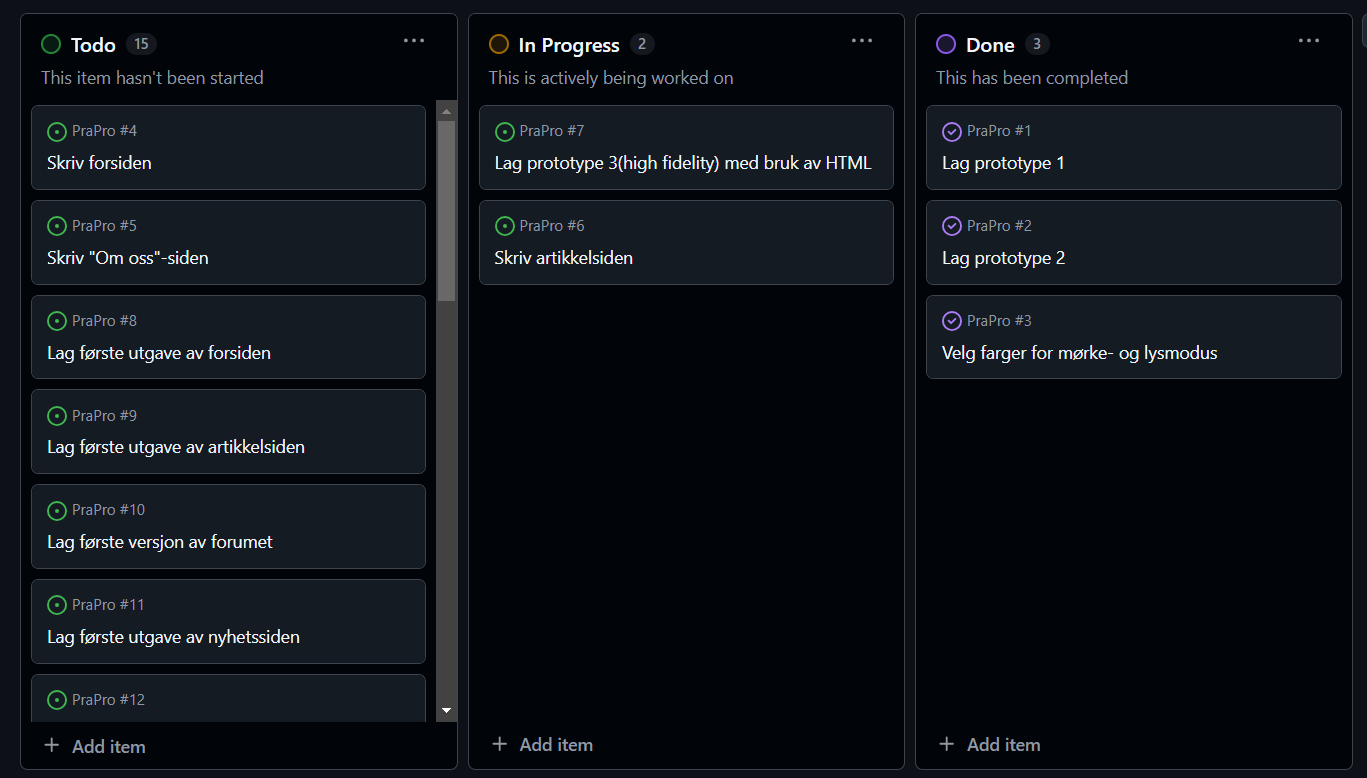 Todo 15
This item hasn't been started
PraPro #4
Skriv forsiden
PraPro #5
Skriv "Om oss"-siden
PraPro #8
Lag første utgave av forsiden
PraPro #9
Lag første utgave av artikkelsiden
PraPro #10
Lag første versjon av forumet
PraPro #11
Lag første utgave av nyhetssiden
PraPro #12
+ Add item
In Progress 2
This is actively being worked on
PraPro #7
Lag prototype 3(high fidelity) med bruk av HTML
PraPro #6
Skriv artikkelsiden
+ Add item
Done 3
This has been completed
PraPro #1
Lag prototype 1
PraPro #2
Lag prototype 2
PraPro #3
Velg farger for mørke- og lysmodus
+ Add item